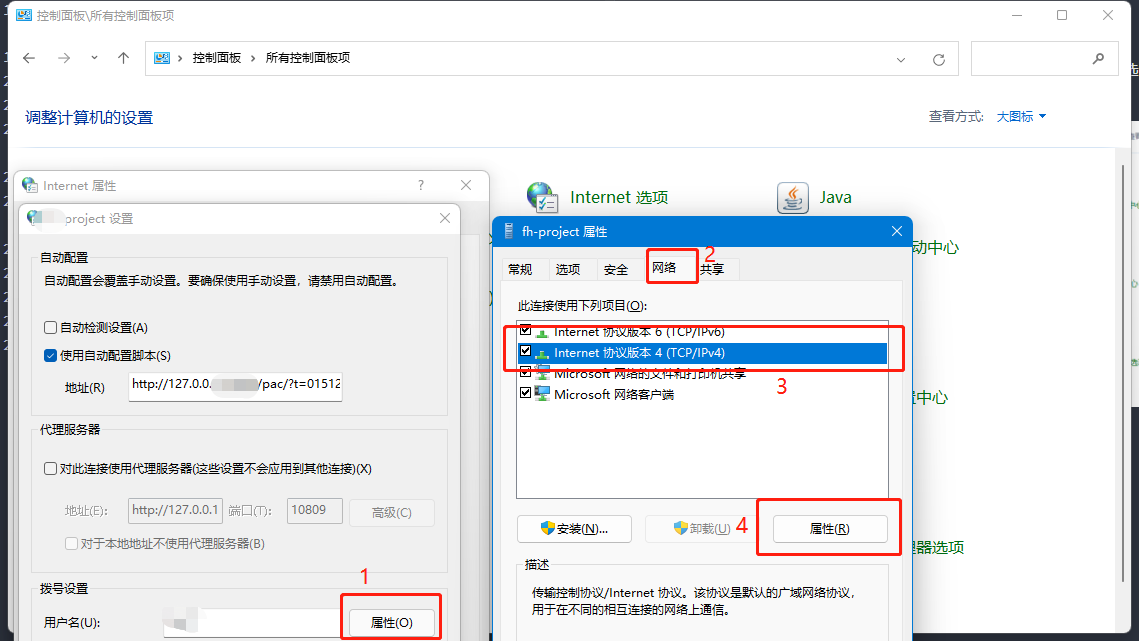 控制面板\所有控制面板项
控制面板 › 所有控制面板项
调整计算机的设置
查看方式: 大图标
Internet 选项
Java
动中心
置中心
理器选项
Internet 属性
?
project 设置
自动配置
自动配置会覆盖手动设置。要确保使用手动设置，请禁用自动配置。
自动检测设置(A)
使用自动配置脚本(S)
地址(R) http://127.0.0. /pac/?t=01512
代理服务器
对此连接使用代理服务器(这些设置不会应用到其他连接)(X)
地址(E): http://127.0.0.1 端口(T): 10809 高级(C)
对于本地地址不使用代理服务器(B)
拨号设置
1
用户名(U): 属性(O)
fh-project 属性
2
常规 选项 安全 网络 共享
此连接使用下列项目(O):
Internet 协议版本 6 (TCP/IPv6)
Internet 协议版本 4 (TCP/IPv4)
Microsoft 网络的文件和打印机共享
3
Microsoft 网络客户端
安装(N)... 卸载(U) 4 属性(R)
描述
传输控制协议/Internet 协议。该协议是默认的广域网络协议，
用于在不同的相互连接的网络上通信。